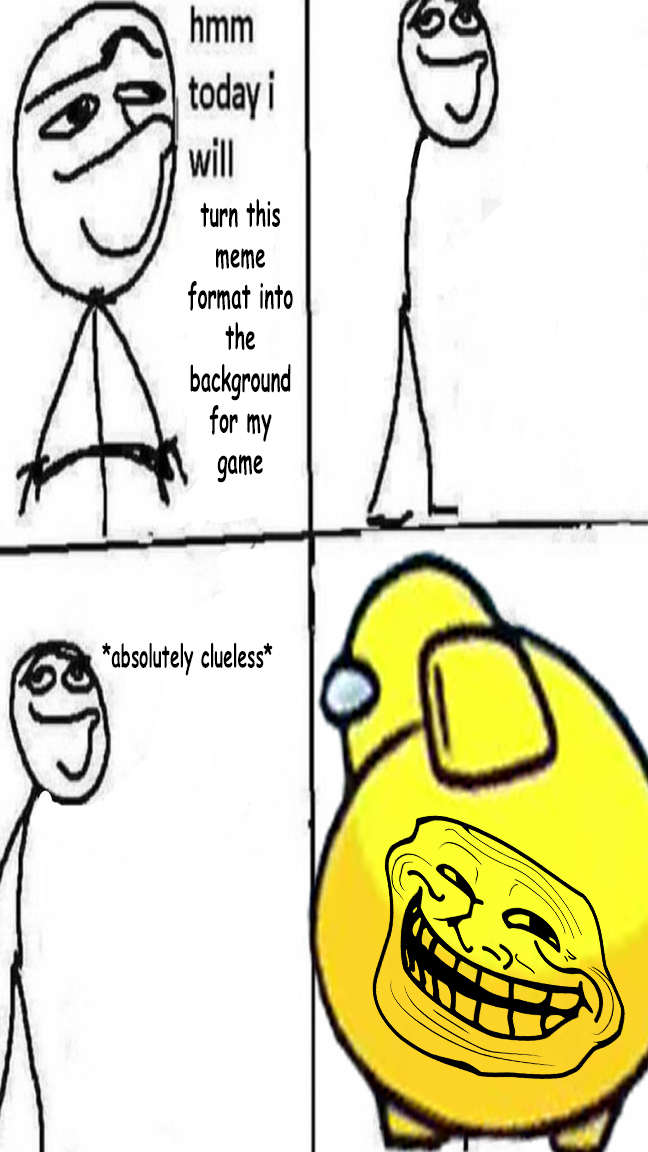 hmm
today i
will
turn this
meme
format into
the
background
for my
game
*absolutely clueless*